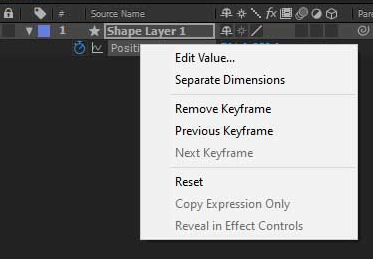 # Source Name
1 Shape Layer 1
Positi
Edit Value...
Separate Dimensions
Remove Keyframe
Previous Keyframe
Next Keyframe
Reset
Copy Expression Only
Reveal in Effect Controls